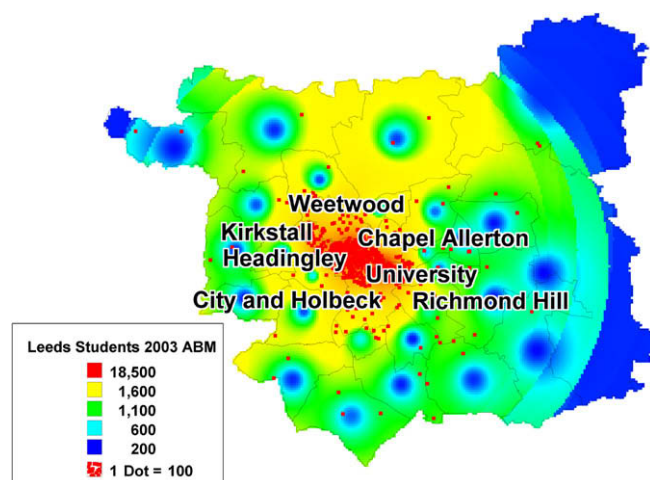 Weetwood
Kirkstall
Chapel Allerton
Headingley
University
City and Holbeck
Richmond Hill
Leeds Students 2003 ABM
18,500
1,600
1,100
600
200
1 Dot = 100